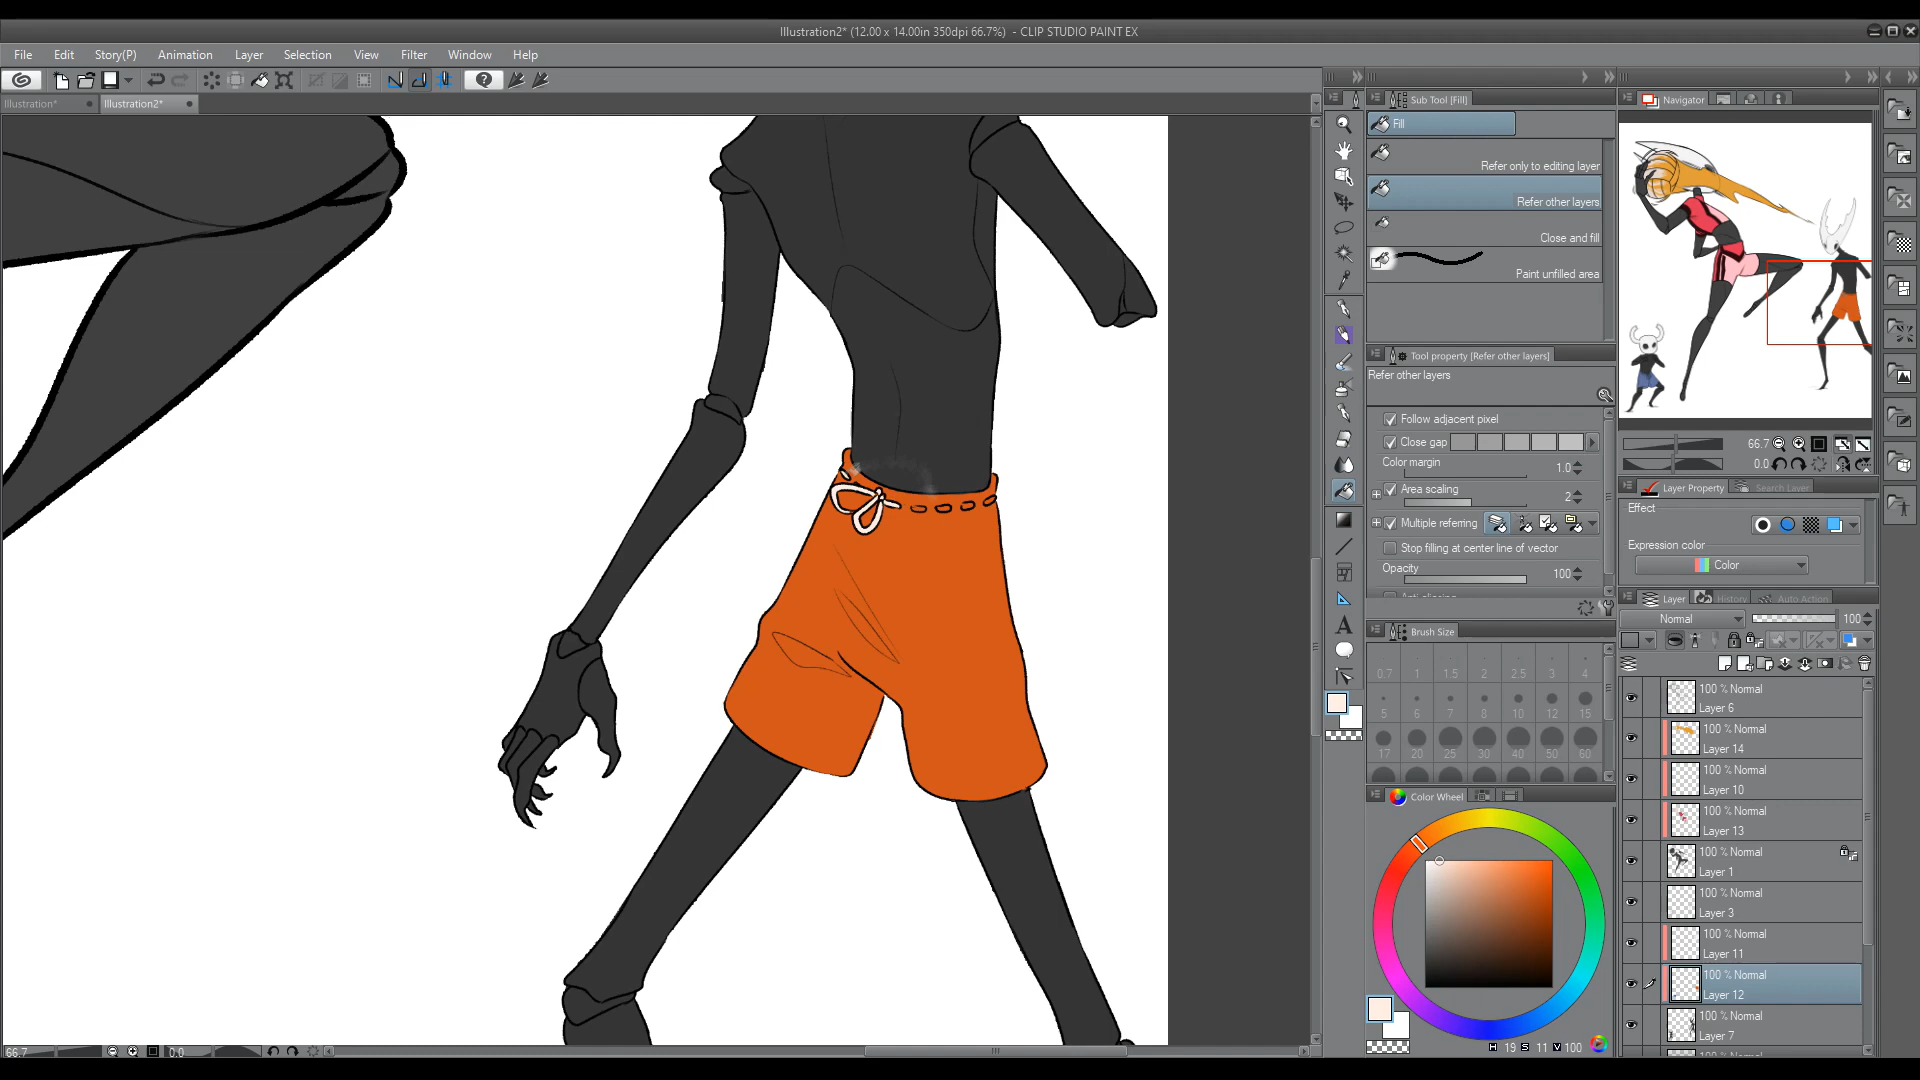 Illustration2* (12.00 x 14.00in 350dpi 66.7%) - CLIP STUDIO PAINT EX
File Edit Story(P) Animation Layer Selection View Filter Window Help
Illustration* Illustration2*
Sub Tool [Fill]
Fill
Refer only to editing layer
Refer other layers
Close and fill
Paint unfilled area
Tool property [Refer other layers]
Refer other layers
Follow adjacent pixel
Close gap
Color margin 1.0
Area scaling 2
Multiple referring
Stop filling at center line of vector
Opacity 100
Brush Size
0.7 1 1.5 2 2.5 3 4
5 6 7 8 10 12 15
17 20 25 30 40 50 60
Color Wheel
H 19 S 11 V 100
Navigator
66.7
0.0
Layer Property Search Layer
Effect
Expression color
Color
Layer History Auto Action
Normal 100
100 % Normal
Layer 6
100 % Normal
Layer 14
100 % Normal
Layer 10
100 % Normal
Layer 13
100 % Normal
Layer 1
100 % Normal
Layer 3
100 % Normal
Layer 11
100 % Normal
Layer 12
100 % Normal
Layer 7
66.7 0.0